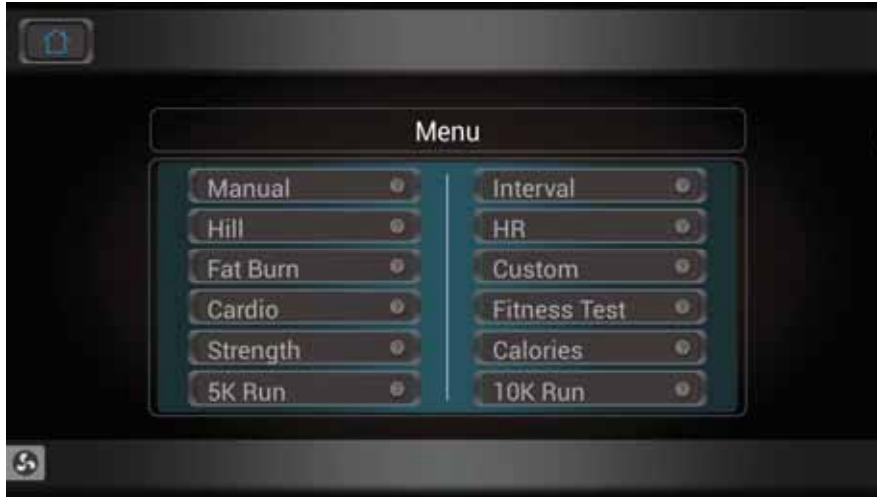 Menu
Manual
Hill
Fat Burn
Cardio
Strength
5K Run
Interval
HR
Custom
Fitness Test
Calories
10K Run